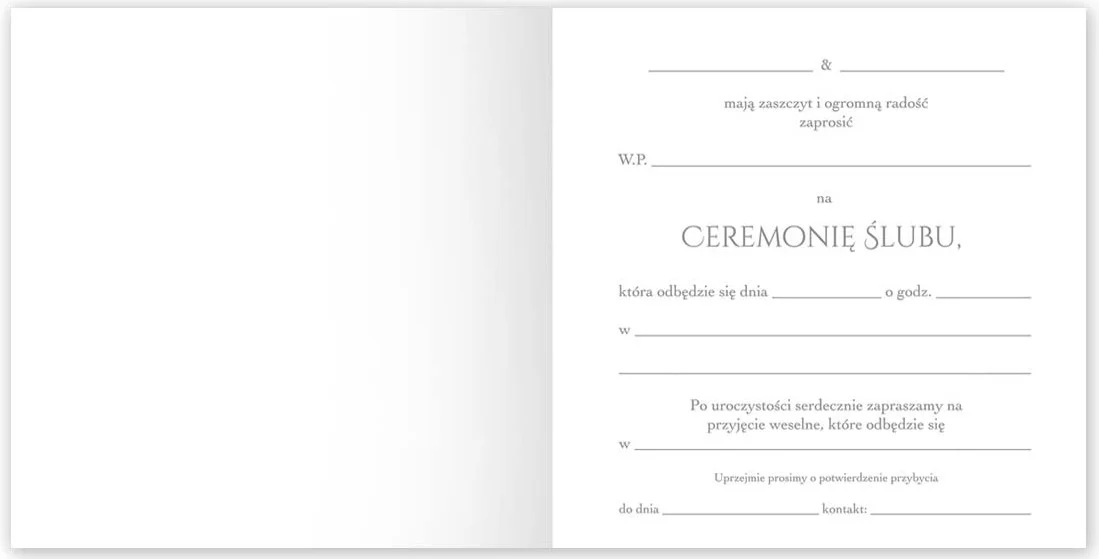 &
mają zaszczyt i ogromną radość
zaprosić
W.P.
na
Ceremonię Ślubu,
która odbędzie się dnia o godz.
w
Po uroczystości serdecznie zapraszamy na
przyjęcie weselne, które odbędzie się
w
Uprzejmie prosimy o potwierdzenie przybycia
do dnia kontakt: